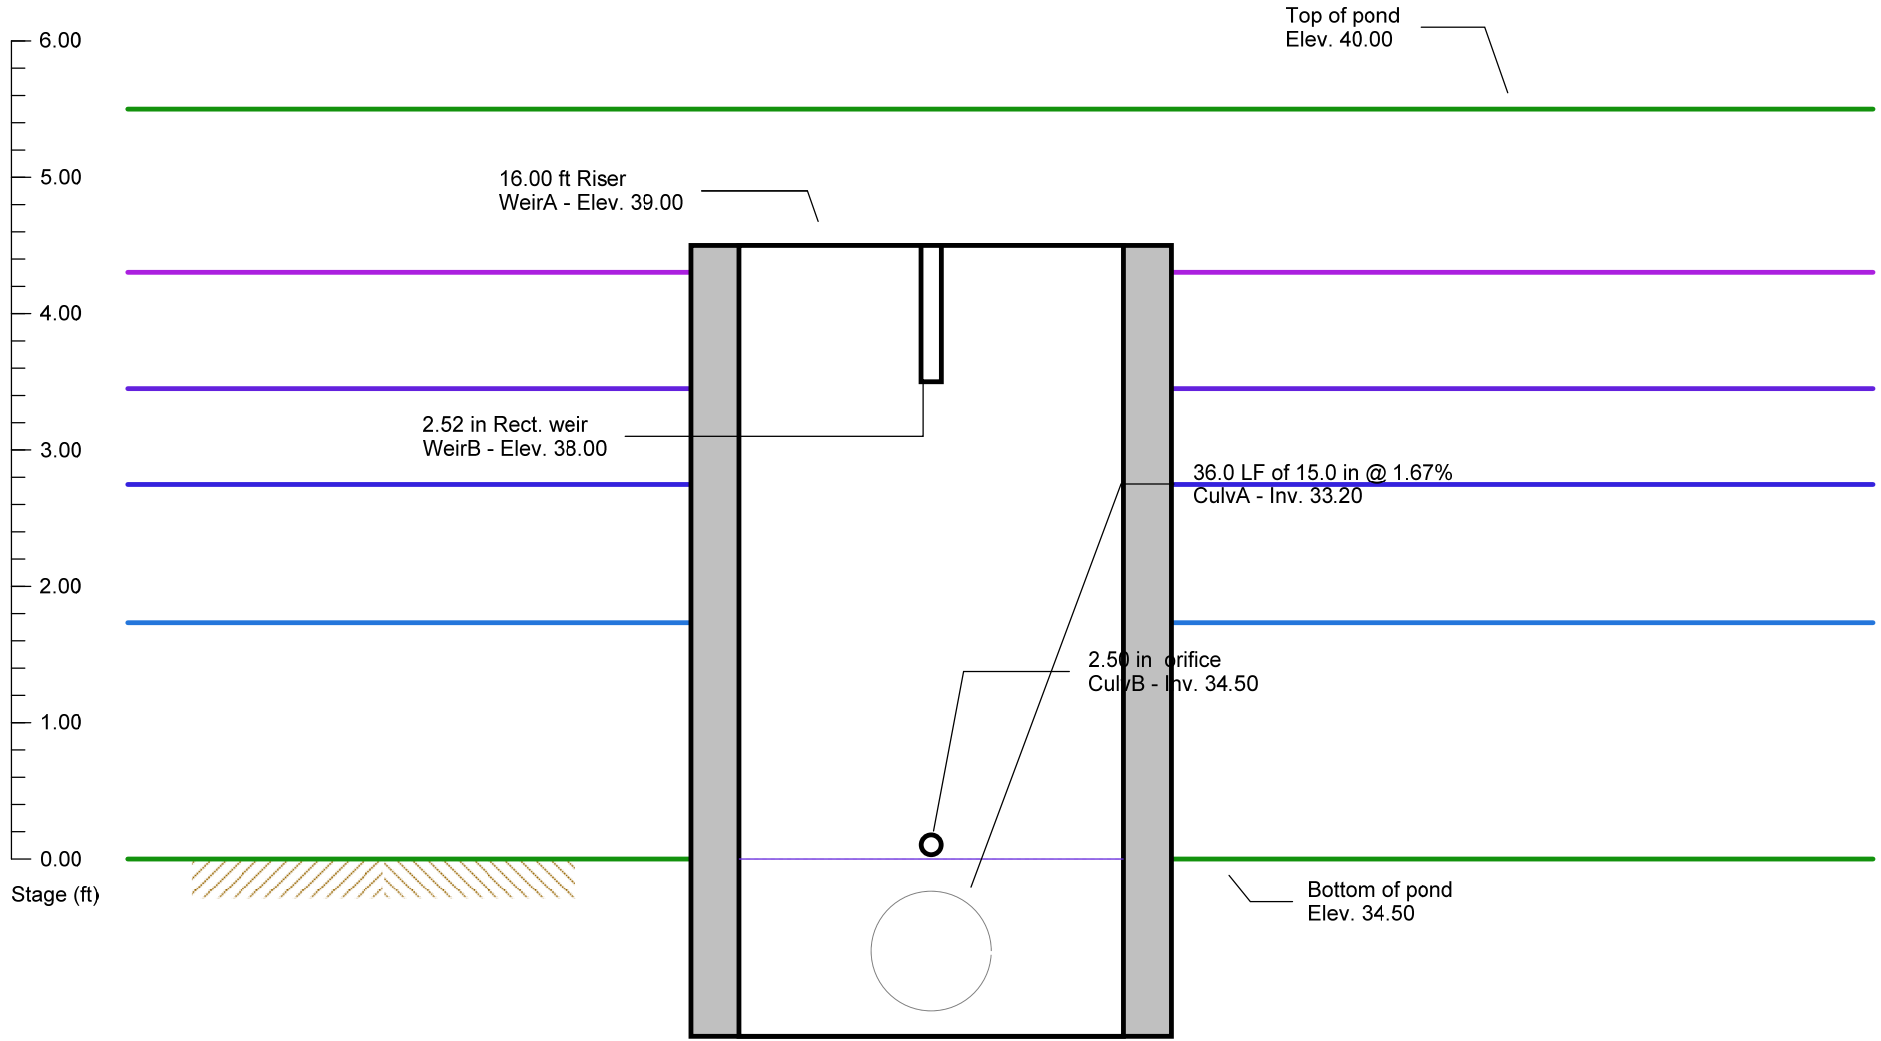 Top of pond
Elev. 40.00
6.00
16.00 ft Riser
WeirA - Elev. 39.00
5.00
4.00
2.52 in Rect. weir
WeirB - Elev. 38.00
3.00
36.0 LF of 15.0 in @ 1.67%
CulvA - Inv. 33.20
2.00
2.50 in  orifice
CulvB - Inv. 34.50
1.00
0.00
Stage (ft)
Bottom of pond
Elev. 34.50